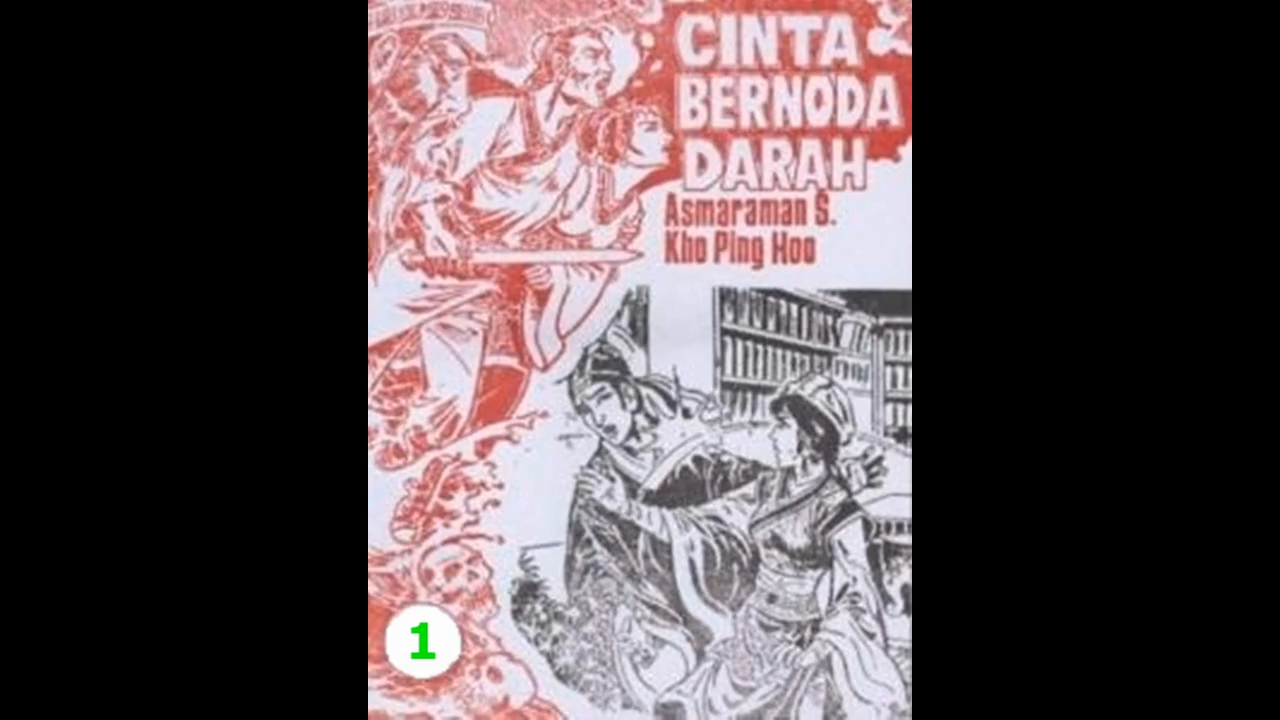 CINTA
BERNODA
DARAH
Asmaraman S.
Kho Ping Hoo
1